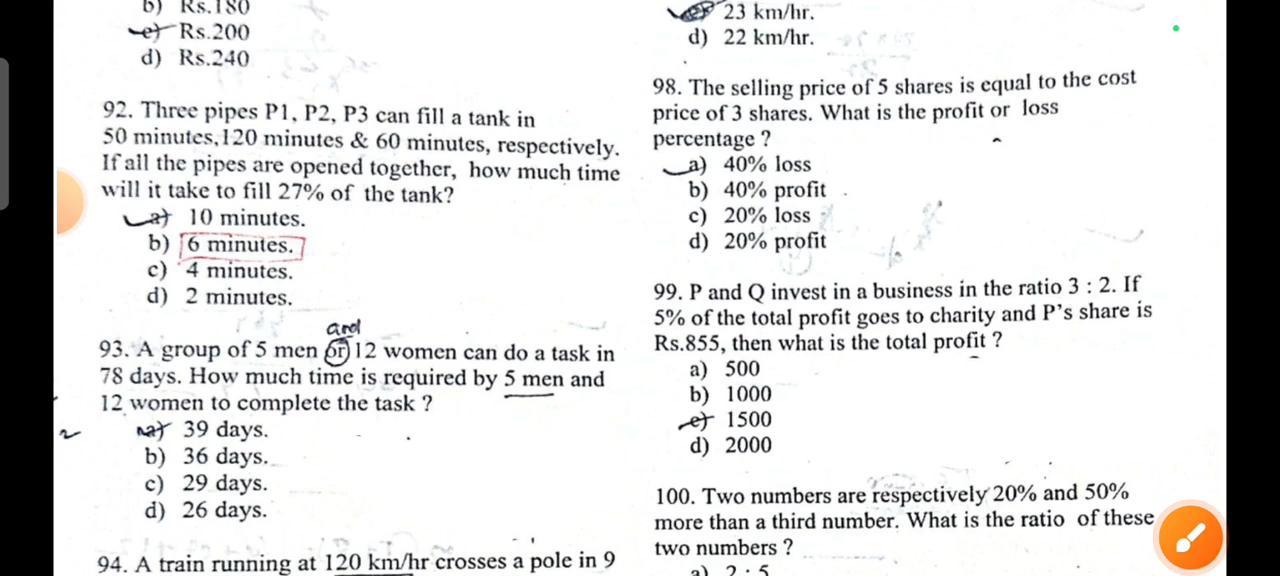 b) Rs.180
c) Rs.200
d) Rs.240
92. Three pipes P1, P2, P3 can fill a tank in
50 minutes,120 minutes & 60 minutes, respectively.
If all the pipes are opened together, how much time
will it take to fill 27% of the tank?
a) 10 minutes.
b) 6 minutes.
c) 4 minutes.
d) 2 minutes.
and
93. A group of 5 men or 12 women can do a task in
78 days. How much time is required by 5 men and
12 women to complete the task ?
2
a) 39 days.
b) 36 days.
c) 29 days.
d) 26 days.
94. A train running at 120 km/hr crosses a pole in 9
23 km/hr.
d) 22 km/hr.
98. The selling price of 5 shares is equal to the cost
price of 3 shares. What is the profit or loss
percentage ?
a) 40% loss
b) 40% profit
c) 20% loss
d) 20% profit
99. P and Q invest in a business in the ratio 3 : 2. If
5% of the total profit goes to charity and P's share is
Rs.855, then what is the total profit ?
a) 500
b) 1000
c) 1500
d) 2000
100. Two numbers are respectively 20% and 50%
more than a third number. What is the ratio of these
two numbers ?
a) 2 : 5